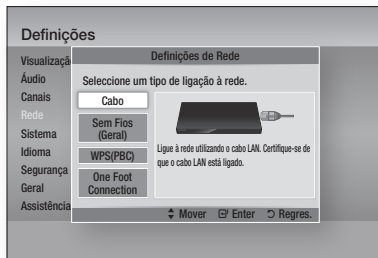 Definições
Definições de Rede
Visualizaçã
Áudio
Canais
Rede
Sistema
Idioma
Segurança
Geral
Assistência
Seleccione um tipo de ligação à rede.
Cabo
Sem Fios
(Geral)
WPS(PBC)
One Foot
Connection
Ligue à rede utilizando o cabo LAN. Certifique-se de
que o cabo LAN está ligado.
Mover Enter Regres.